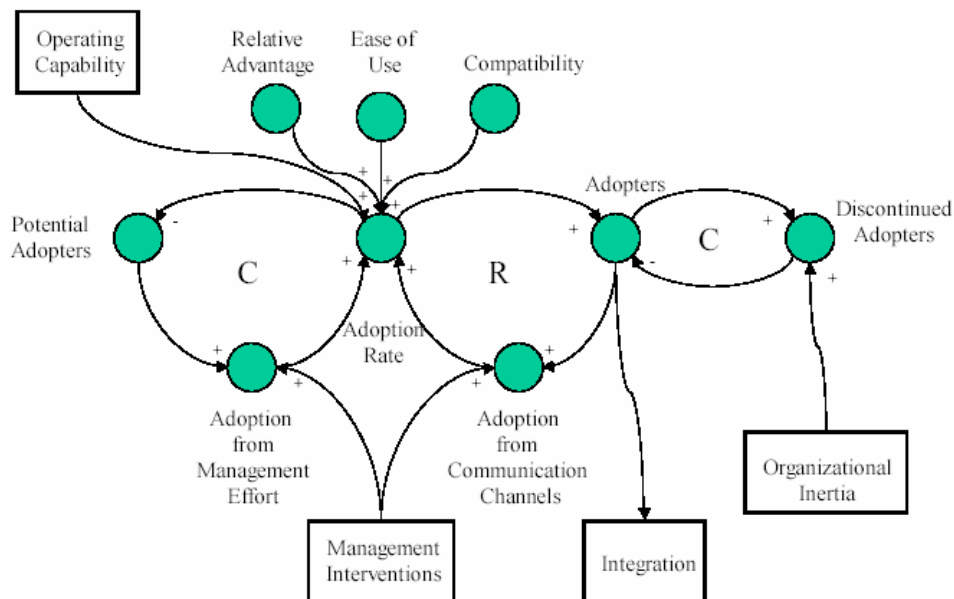 Operating
Capability
Relative
Advantage
Ease of
Use
Compatibility
+
+
+
+
Potential
Adopters
-
C
+
+
Adoption
Rate
R
Adopters
+
-
C
+
Discontinued
Adopters
+
+
+
Adoption
from
Management
Effort
+
+
Adoption
from
Communication
Channels
Management
Interventions
Integration
Organizational
Inertia